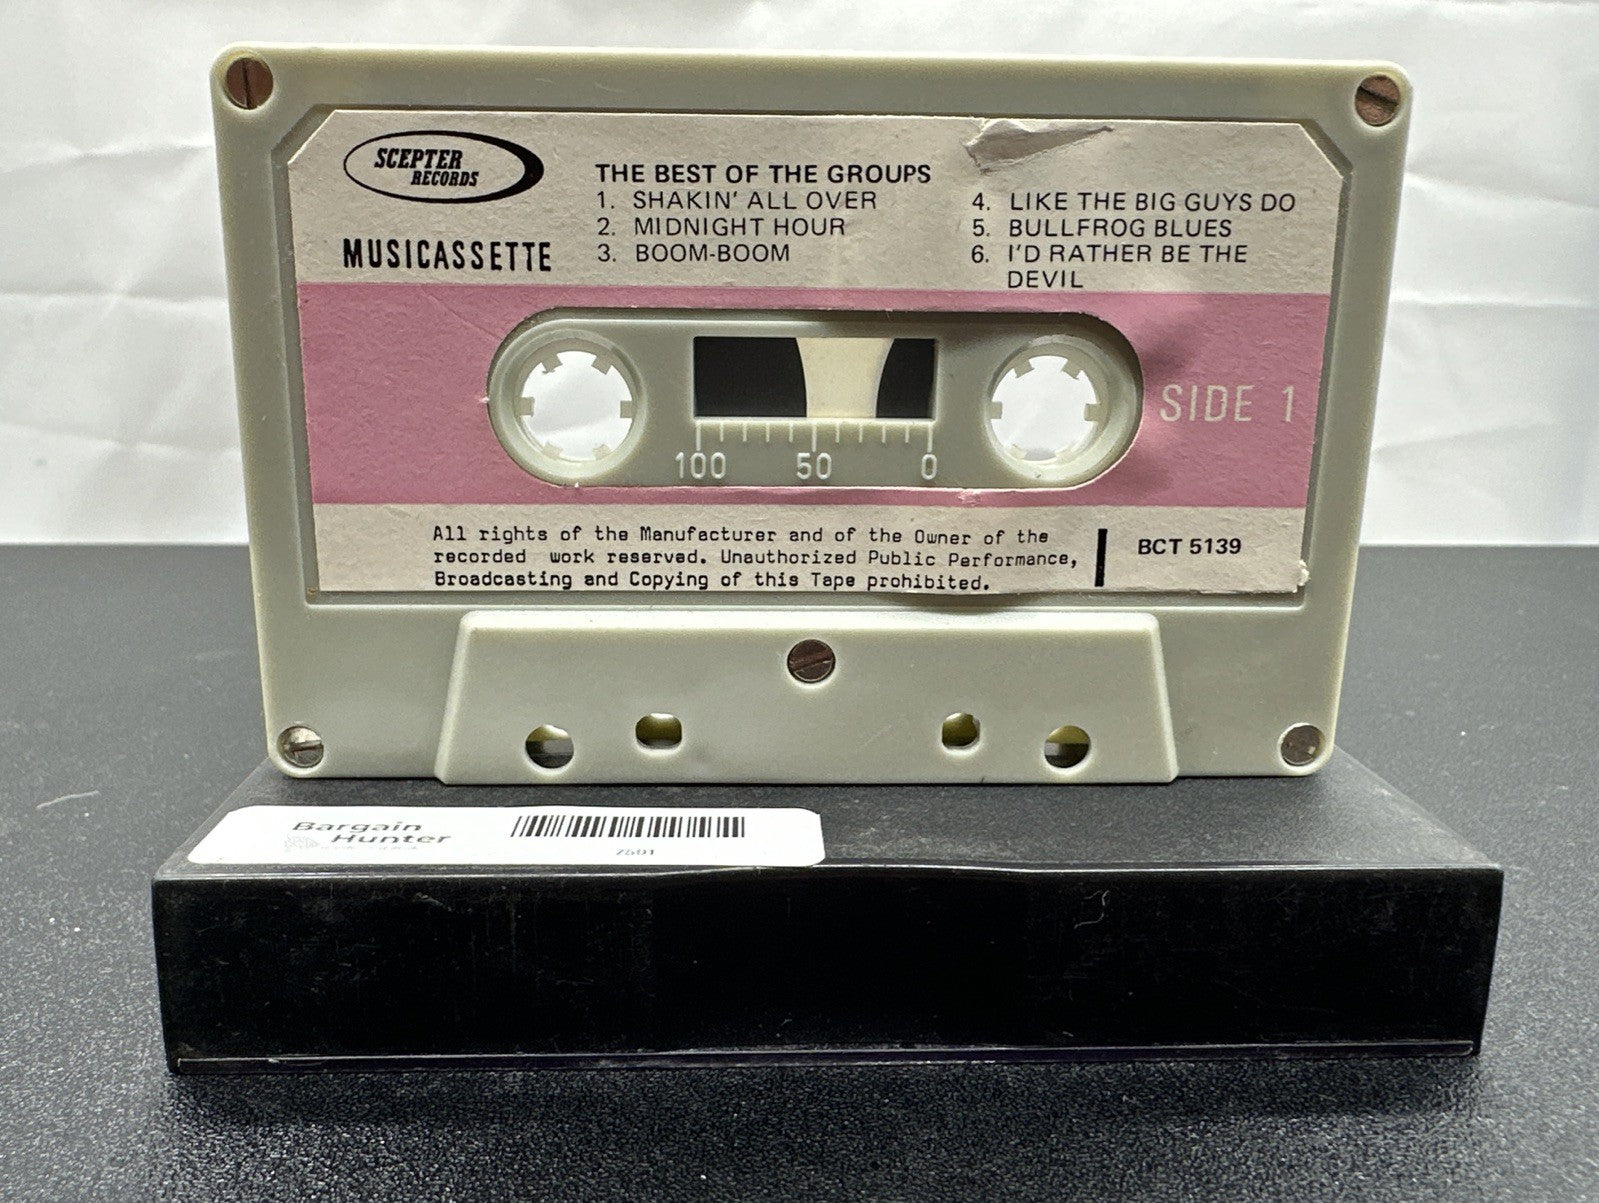 SCEPTER
RECORDS
MUSICASSETTE
THE BEST OF THE GROUPS
1. SHAKIN' ALL OVER
2. MIDNIGHT HOUR
3. BOOM-BOOM
4. LIKE THE BIG GUYS DO
5. BULLFROG BLUES
6. I'D RATHER BE THE
DEVIL
SIDE 1
100 50 0
All rights of the Manufacturer and of the Owner of the
recorded work reserved. Unauthorized Public Performance,
Broadcasting and Copying of this Tape prohibited.
BCT 5139
Bargain
Hunter